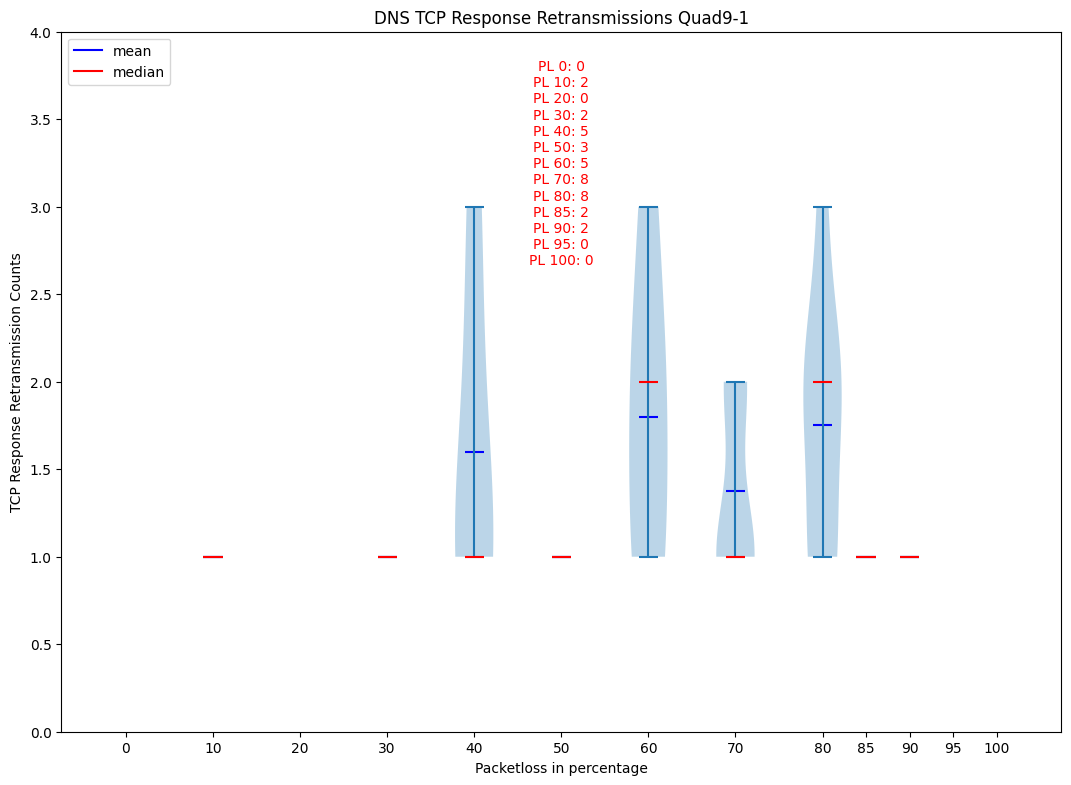 DNS TCP Response Retransmissions Quad9-1
4.0
3.5
3.0
2.5
2.0
1.5
1.0
0.5
0.0
TCP Response Retransmission Counts
mean
median
PL 0: 0
PL 10: 2
PL 20: 0
PL 30: 2
PL 40: 5
PL 50: 3
PL 60: 5
PL 70: 8
PL 80: 8
PL 85: 2
PL 90: 2
PL 95: 0
PL 100: 0
0 10 20 30 40 50 60 70 80 85 90 95 100
Packetloss in percentage